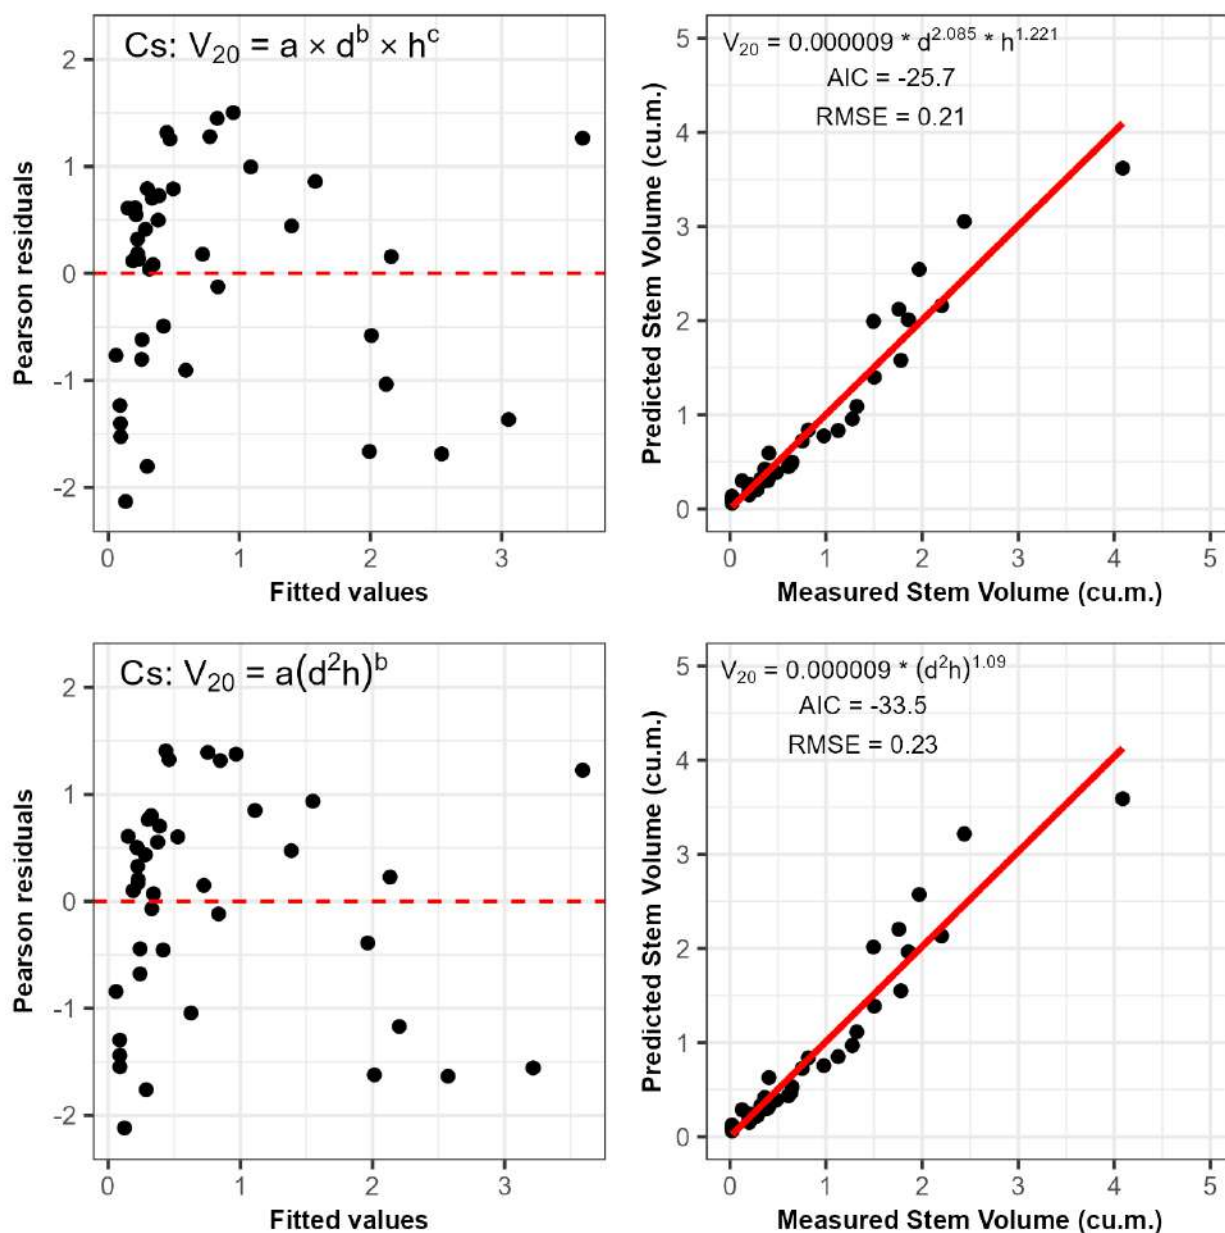 Cs: V₂₀ = a × d^b × h^c
2
1
0
-1
-2
Pearson residuals
0 1 2 3
Fitted values
V₂₀ = 0.000009 * d^2.085 * h^1.221
AIC = -25.7
RMSE = 0.21
5
4
3
2
1
0
Predicted Stem Volume (cu.m.)
0 1 2 3 4 5
Measured Stem Volume (cu.m.)
Cs: V₂₀ = a(d²h)^b
2
1
0
-1
-2
Pearson residuals
0 1 2 3
Fitted values
V₂₀ = 0.000009 * (d²h)^1.09
AIC = -33.5
RMSE = 0.23
5
4
3
2
1
0
Predicted Stem Volume (cu.m.)
0 1 2 3 4 5
Measured Stem Volume (cu.m.)